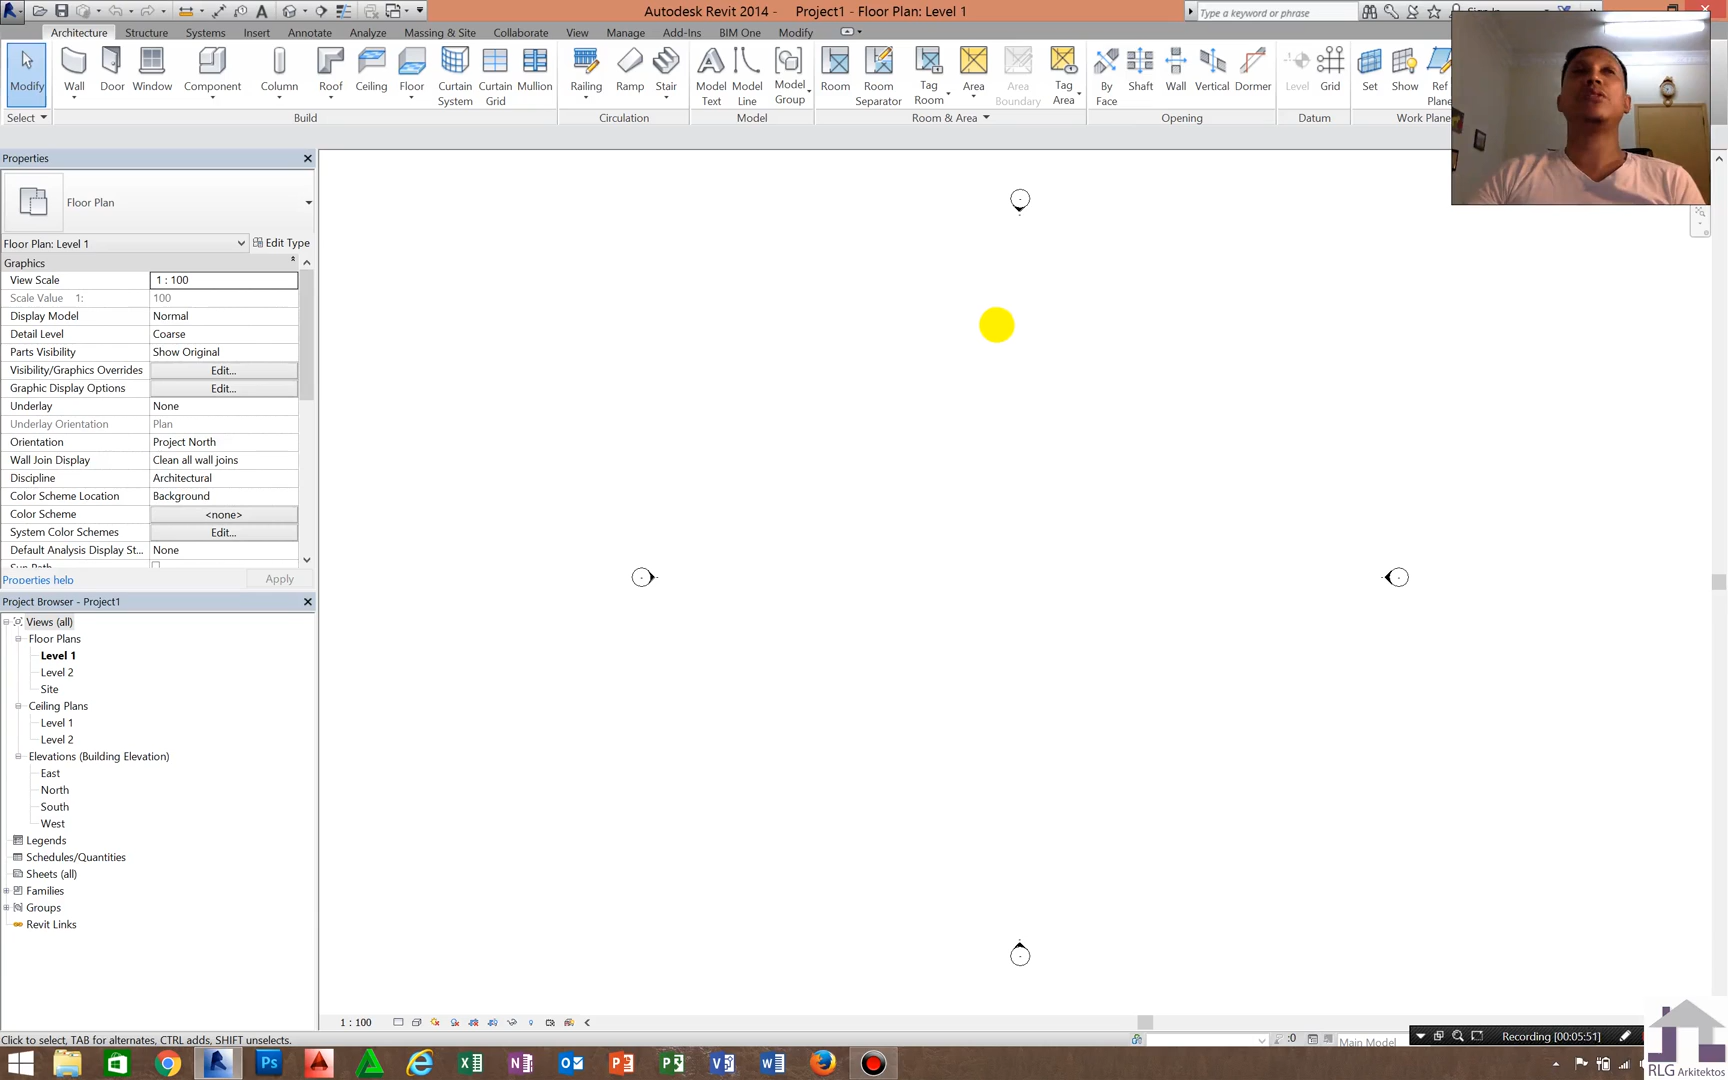 Autodesk Revit 2014 - Project1 - Floor Plan: Level 1
Type a keyword or phrase
Architecture Structure Systems Insert Annotate Analyze Massing & Site Collaborate View Manage Add-Ins BIM One Modify
Modify Wall Door Window Component Column Roof Ceiling Floor Curtain System Curtain Grid Mullion Railing Ramp Stair Model Text Model Line Model Group Room Room Separator Tag Room Area Area Boundary Tag Area By Face Shaft Wall Vertical Dormer Level Grid Set Show Ref Plane
Select Build Circulation Model Room & Area Opening Datum Work Plane
Properties
Floor Plan
Floor Plan: Level 1 Edit Type
Graphics
View Scale 1 : 100
Scale Value 1: 100
Display Model Normal
Detail Level Coarse
Parts Visibility Show Original
Visibility/Graphics Overrides Edit...
Graphic Display Options Edit...
Underlay None
Underlay Orientation Plan
Orientation Project North
Wall Join Display Clean all wall joins
Discipline Architectural
Color Scheme Location Background
Color Scheme <none>
System Color Schemes Edit...
Default Analysis Display St... None
Sun Path
Properties help Apply
Project Browser - Project1
Views (all)
Floor Plans
Level 1
Level 2
Site
Ceiling Plans
Level 1
Level 2
Elevations (Building Elevation)
East
North
South
West
Legends
Schedules/Quantities
Sheets (all)
Families
Groups
Revit Links
1 : 100
Click to select, TAB for alternates, CTRL adds, SHIFT unselects.
:0 Main Model
Recording [00:05:51]
RLG Arkitektos